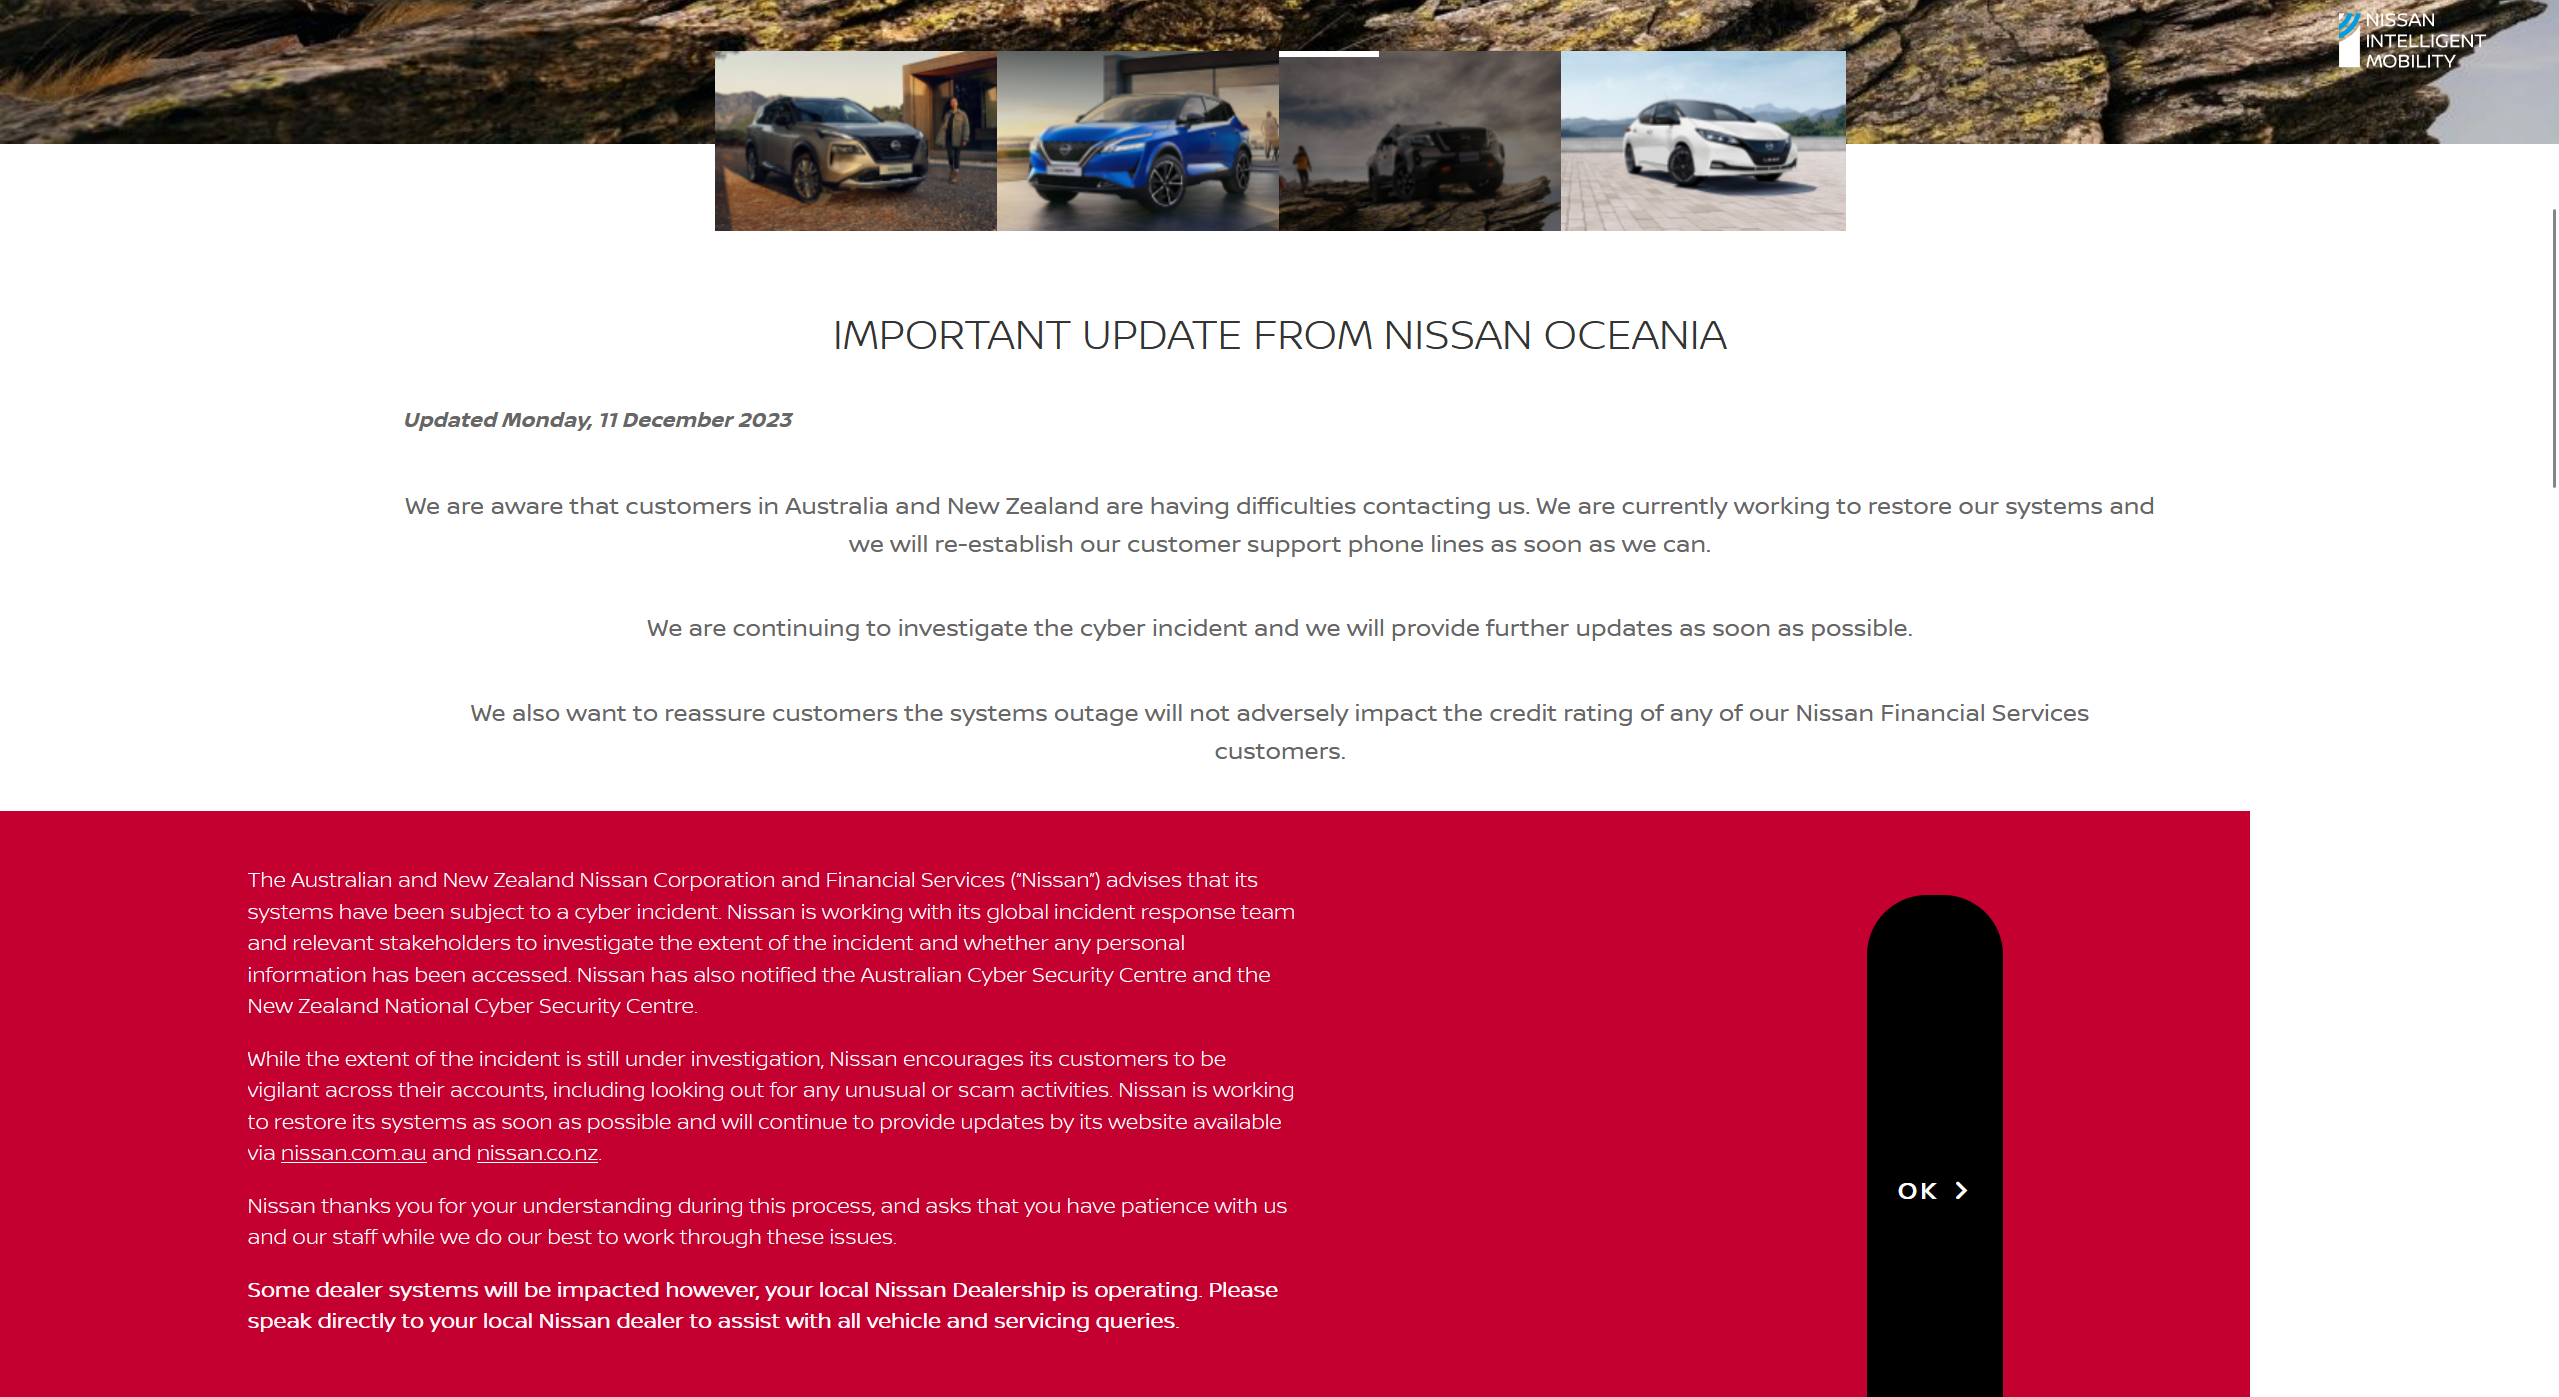 NISSAN
INTELLIGENT
MOBILITY
IMPORTANT UPDATE FROM NISSAN OCEANIA
Updated Monday, 11 December 2023
We are aware that customers in Australia and New Zealand are having difficulties contacting us. We are currently working to restore our systems and
we will re-establish our customer support phone lines as soon as we can.
We are continuing to investigate the cyber incident and we will provide further updates as soon as possible.
We also want to reassure customers the systems outage will not adversely impact the credit rating of any of our Nissan Financial Services
customers.
The Australian and New Zealand Nissan Corporation and Financial Services (“Nissan”) advises that its
systems have been subject to a cyber incident. Nissan is working with its global incident response team
and relevant stakeholders to investigate the extent of the incident and whether any personal
information has been accessed. Nissan has also notified the Australian Cyber Security Centre and the
New Zealand National Cyber Security Centre.
While the extent of the incident is still under investigation, Nissan encourages its customers to be
vigilant across their accounts, including looking out for any unusual or scam activities. Nissan is working
to restore its systems as soon as possible and will continue to provide updates by its website available
via nissan.com.au and nissan.co.nz.
Nissan thanks you for your understanding during this process, and asks that you have patience with us
and our staff while we do our best to work through these issues.
Some dealer systems will be impacted however, your local Nissan Dealership is operating. Please
speak directly to your local Nissan dealer to assist with all vehicle and servicing queries.
OK